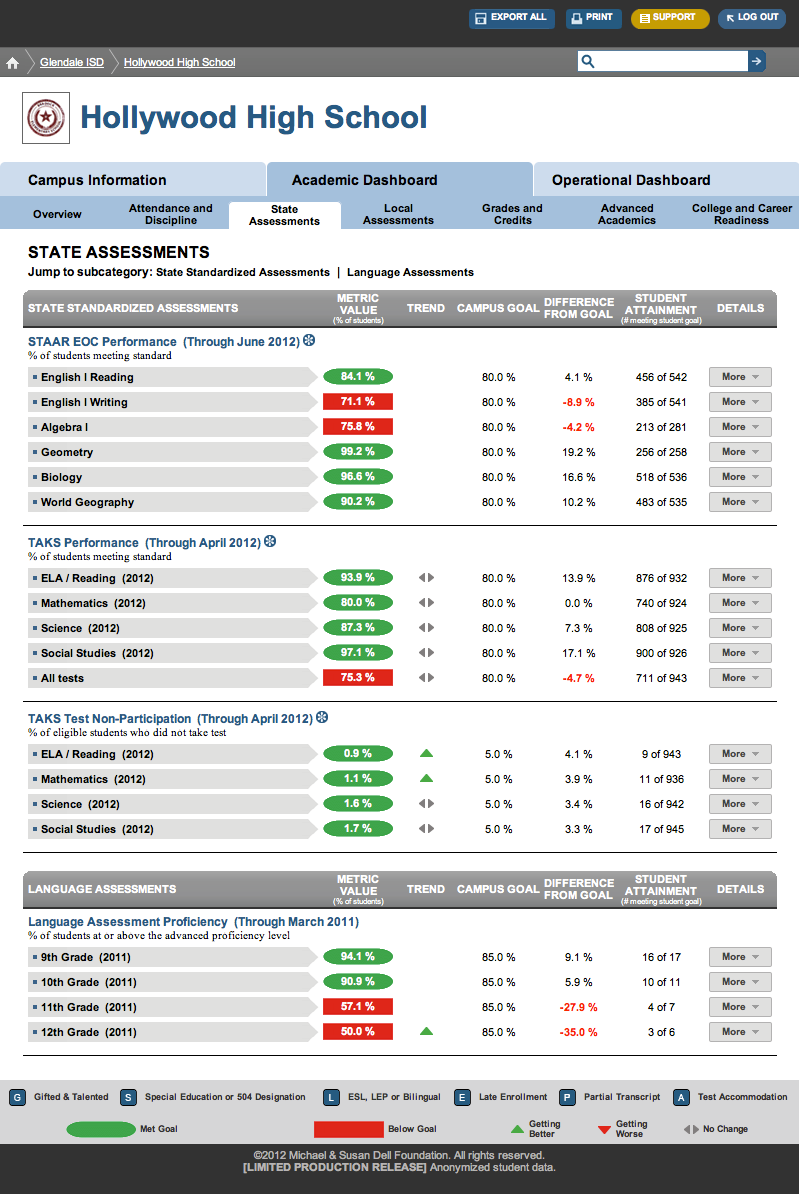 EXPORT ALL PRINT SUPPORT LOG OUT
Glendale ISD Hollywood High School
Hollywood High School
Campus Information Academic Dashboard Operational Dashboard
Overview Attendance and Discipline State Assessments Local Assessments Grades and Credits Advanced Academics College and Career Readiness
STATE ASSESSMENTS
Jump to subcategory: State Standardized Assessments | Language Assessments
STATE STANDARDIZED ASSESSMENTS METRIC VALUE (% of students) TREND CAMPUS GOAL DIFFERENCE FROM GOAL STUDENT ATTAINMENT (# meeting student goal) DETAILS
STAAR EOC Performance (Through June 2012)
% of students meeting standard
English I Reading 84.1 % 80.0 % 4.1 % 456 of 542 More
English I Writing 71.1 % 80.0 % -8.9 % 385 of 541 More
Algebra I 75.8 % 80.0 % -4.2 % 213 of 281 More
Geometry 99.2 % 80.0 % 19.2 % 256 of 258 More
Biology 96.6 % 80.0 % 16.6 % 518 of 536 More
World Geography 90.2 % 80.0 % 10.2 % 483 of 535 More
TAKS Performance (Through April 2012)
% of students meeting standard
ELA / Reading (2012) 93.9 % 80.0 % 13.9 % 876 of 932 More
Mathematics (2012) 80.0 % 80.0 % 0.0 % 740 of 924 More
Science (2012) 87.3 % 80.0 % 7.3 % 808 of 925 More
Social Studies (2012) 97.1 % 80.0 % 17.1 % 900 of 926 More
All tests 75.3 % 80.0 % -4.7 % 711 of 943 More
TAKS Test Non-Participation (Through April 2012)
% of eligible students who did not take test
ELA / Reading (2012) 0.9 % 5.0 % 4.1 % 9 of 943 More
Mathematics (2012) 1.1 % 5.0 % 3.9 % 11 of 936 More
Science (2012) 1.6 % 5.0 % 3.4 % 16 of 942 More
Social Studies (2012) 1.7 % 5.0 % 3.3 % 17 of 945 More
LANGUAGE ASSESSMENTS METRIC VALUE (% of students) TREND CAMPUS GOAL DIFFERENCE FROM GOAL STUDENT ATTAINMENT (# meeting student goal) DETAILS
Language Assessment Proficiency (Through March 2011)
% of students at or above the advanced proficiency level
9th Grade (2011) 94.1 % 85.0 % 9.1 % 16 of 17 More
10th Grade (2011) 90.9 % 85.0 % 5.9 % 10 of 11 More
11th Grade (2011) 57.1 % 85.0 % -27.9 % 4 of 7 More
12th Grade (2011) 50.0 % 85.0 % -35.0 % 3 of 6 More
G Gifted & Talented S Special Education or 504 Designation L ESL, LEP or Bilingual E Late Enrollment P Partial Transcript A Test Accommodation
Met Goal Below Goal Getting Better Getting Worse No Change
©2012 Michael & Susan Dell Foundation. All rights reserved.
[LIMITED PRODUCTION RELEASE] Anonymized student data.